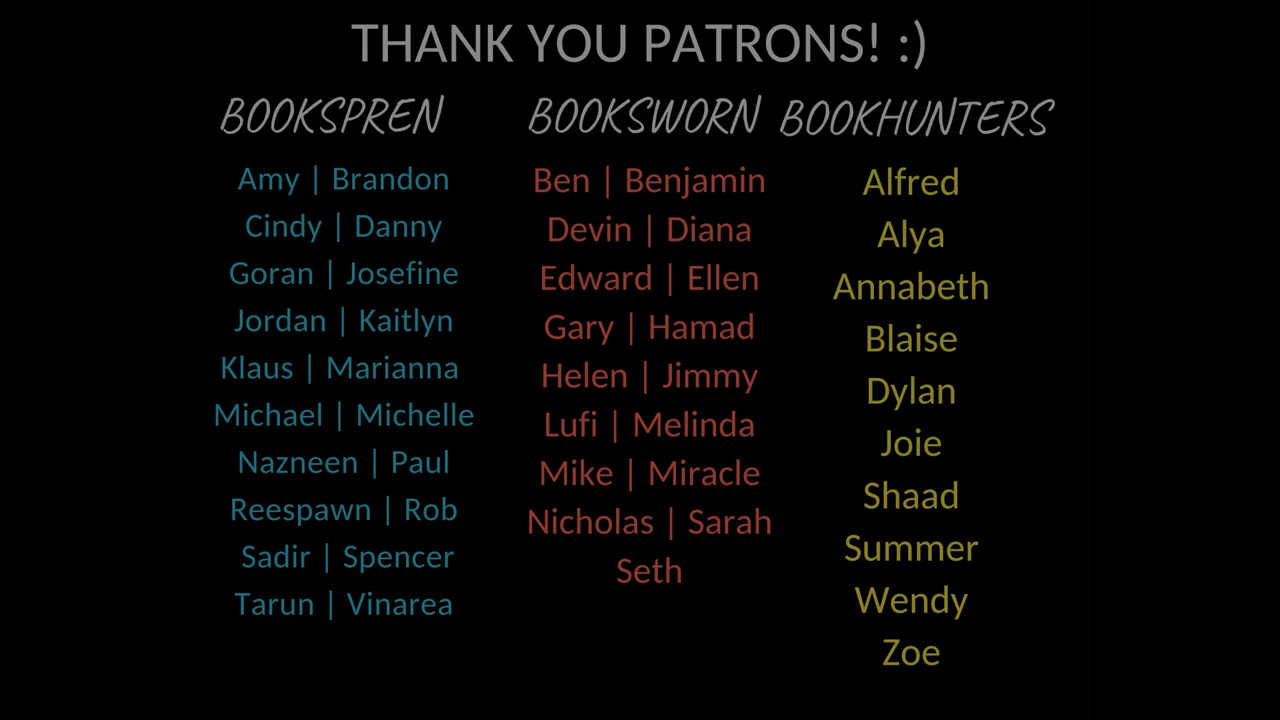 THANK YOU PATRONS! :)
BOOKSPREN
Amy | Brandon
Cindy | Danny
Goran | Josefine
Jordan | Kaitlyn
Klaus | Marianna
Michael | Michelle
Nazneen | Paul
Reespawn | Rob
Sadir | Spencer
Tarun | Vinarea
BOOKSWORN
Ben | Benjamin
Devin | Diana
Edward | Ellen
Gary | Hamad
Helen | Jimmy
Lufi | Melinda
Mike | Miracle
Nicholas | Sarah
Seth
BOOKHUNTERS
Alfred
Alya
Annabeth
Blaise
Dylan
Joie
Shaad
Summer
Wendy
Zoe